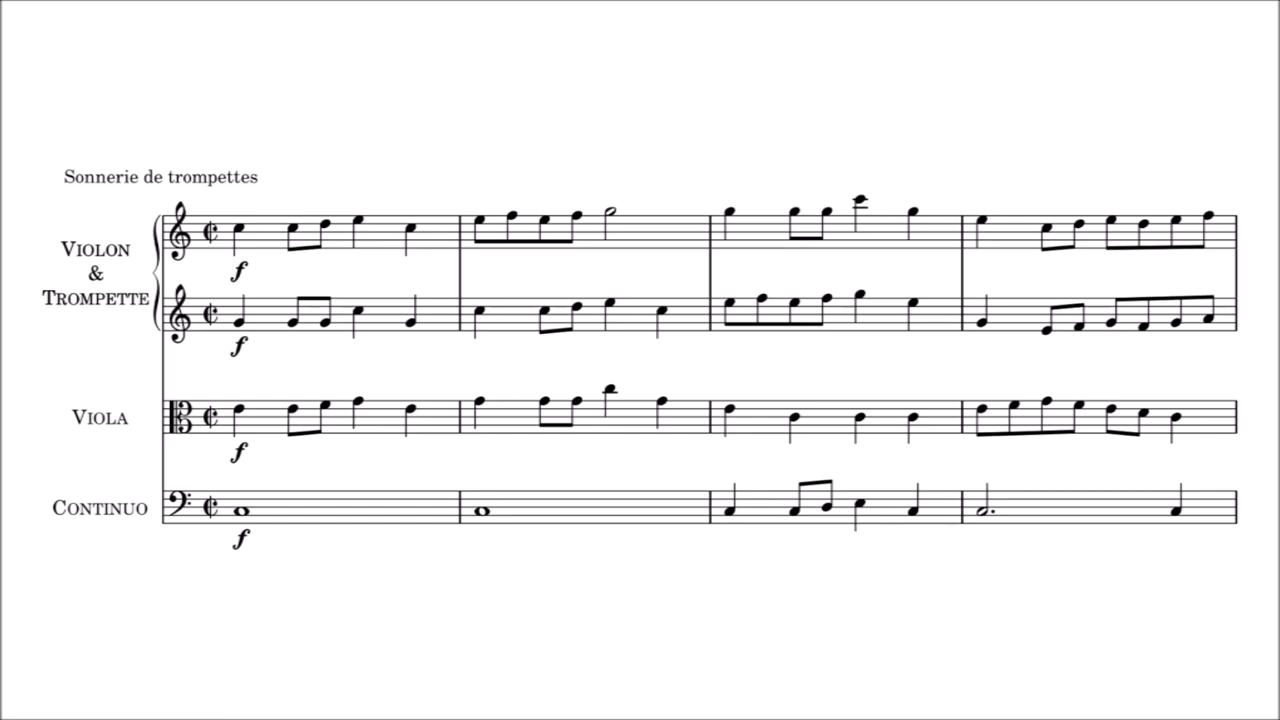 Sonnerie de trompettes
Violon
&
Trompette
f
f
Viola
f
Continuo
f